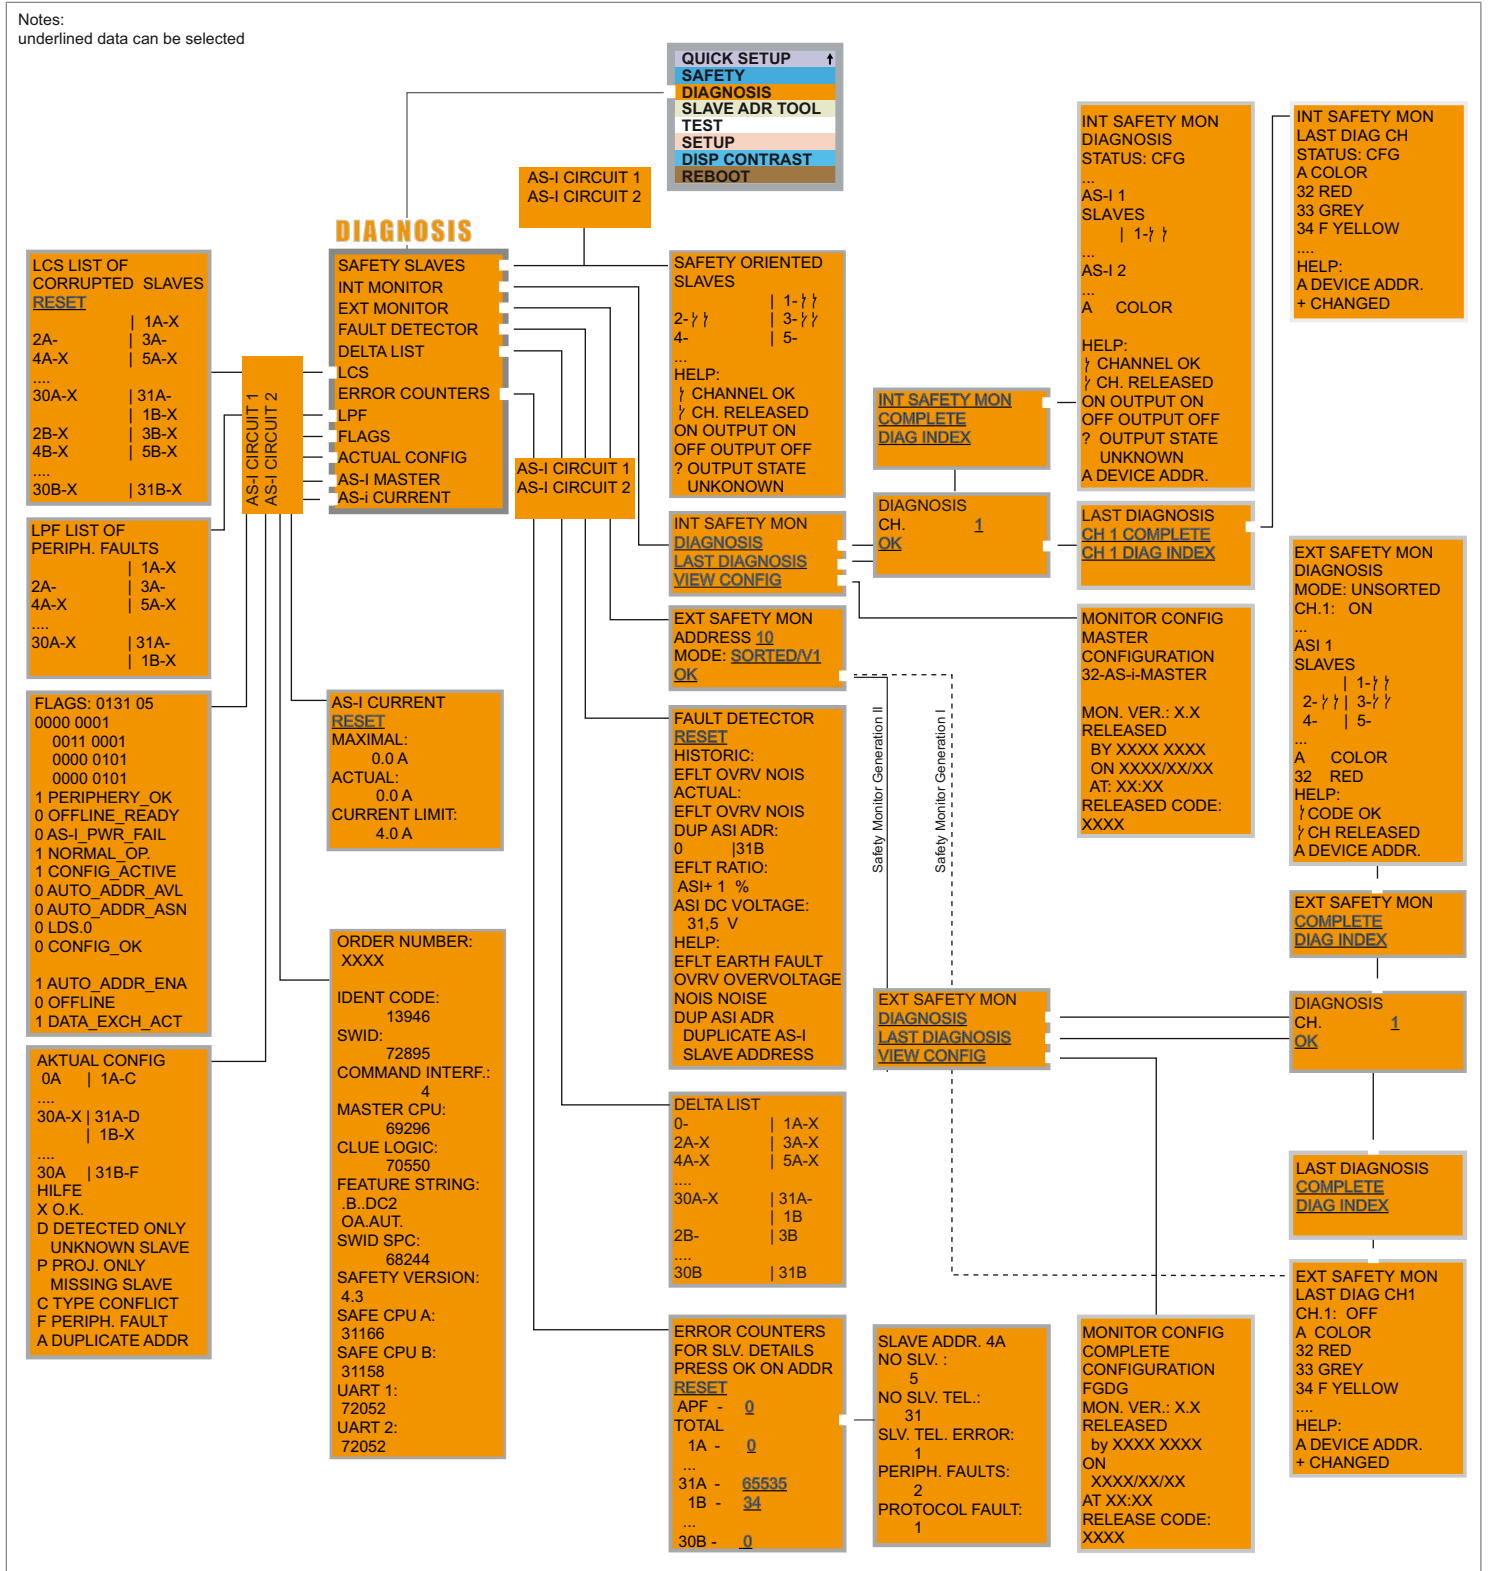 Notes:
underlined data can be selected
QUICK SETUP
SAFETY
DIAGNOSIS
SLAVE ADR TOOL
TEST
SETUP
DISP CONTRAST
REBOOT
AS-I CIRCUIT 1
AS-I CIRCUIT 2
DIAGNOSIS
SAFETY SLAVES
INT MONITOR
EXT MONITOR
FAULT DETECTOR
DELTA LIST
LCS
ERROR COUNTERS
LPF
FLAGS
ACTUAL CONFIG
AS-I MASTER
AS-i CURRENT
LCS LIST OF
CORRUPTED SLAVES
RESET
| 1A-X
2A- | 3A-
4A-X | 5A-X
....
30A-X | 31A-
| 1B-X
2B-X | 3B-X
4B-X | 5B-X
....
30B-X | 31B-X
AS-I CIRCUIT 1
AS-I CIRCUIT 2
LPF LIST OF
PERIPH. FAULTS
| 1A-X
2A- | 3A-
4A-X | 5A-X
....
30A-X | 31A-
| 1B-X
FLAGS: 0131 05
0000 0001
0011 0001
0000 0101
0000 0101
1 PERIPHERY_OK
0 OFFLINE_READY
0 AS-I_PWR_FAIL
1 NORMAL_OP.
1 CONFIG_ACTIVE
0 AUTO_ADDR_AVL
0 AUTO_ADDR_ASN
0 LDS.0
0 CONFIG_OK
1 AUTO_ADDR_ENA
0 OFFLINE
1 DATA_EXCH_ACT
AKTUAL CONFIG
0A | 1A-C
....
30A-X | 31A-D
| 1B-X
....
30A | 31B-F
HILFE
X O.K.
D DETECTED ONLY
UNKNOWN SLAVE
P PROJ. ONLY
MISSING SLAVE
C TYPE CONFLICT
F PERIPH. FAULT
A DUPLICATE ADDR
AS-I CURRENT
RESET
MAXIMAL:
0.0 A
ACTUAL:
0.0 A
CURRENT LIMIT:
4.0 A
ORDER NUMBER:
XXXX
IDENT CODE:
13946
SWID:
72895
COMMAND INTERF.:
4
MASTER CPU:
69296
CLUE LOGIC:
70550
FEATURE STRING:
.B..DC2
OA.AUT.
SWID SPC:
68244
SAFETY VERSION:
4.3
SAFE CPU A:
31166
SAFE CPU B:
31158
UART 1:
72052
UART 2:
72052
SAFETY ORIENTED
SLAVES
| 1-
2- | 3-
4- | 5-
...
HELP:
CHANNEL OK
CH. RELEASED
ON OUTPUT ON
OFF OUTPUT OFF
? OUTPUT STATE
UNKONOWN
AS-I CIRCUIT 1
AS-I CIRCUIT 2
INT SAFETY MON
DIAGNOSIS
LAST DIAGNOSIS
VIEW CONFIG
EXT SAFETY MON
ADDRESS 10
MODE: SORTED/V1
OK
FAULT DETECTOR
RESET
HISTORIC:
EFLT OVRV NOIS
ACTUAL:
EFLT OVRV NOIS
DUP ASI ADR:
0 |31B
EFLT RATIO:
ASI+ 1 %
ASI DC VOLTAGE:
31,5 V
HELP:
EFLT EARTH FAULT
OVRV OVERVOLTAGE
NOIS NOISE
DUP ASI ADR
DUPLICATE AS-I
SLAVE ADDRESS
DELTA LIST
0- | 1A-X
2A-X | 3A-X
4A-X | 5A-X
....
30A-X | 31A-
| 1B
2B- | 3B
....
30B | 31B
ERROR COUNTERS
FOR SLV. DETAILS
PRESS OK ON ADDR
RESET
APF - 0
TOTAL
1A - 0
...
31A - 65535
1B - 34
...
30B - 0
SLAVE ADDR. 4A
NO SLV. :
5
NO SLV. TEL.:
31
SLV. TEL. ERROR:
1
PERIPH. FAULTS:
2
PROTOCOL FAULT:
1
INT SAFETY MON
COMPLETE
DIAG INDEX
DIAGNOSIS
CH. 1
OK
Safety Monitor Generation II
Safety Monitor Generation I
EXT SAFETY MON
DIAGNOSIS
LAST DIAGNOSIS
VIEW CONFIG
INT SAFETY MON
DIAGNOSIS
STATUS: CFG
...
AS-I 1
SLAVES
| 1-
...
AS-I 2
...
A COLOR
HELP:
CHANNEL OK
CH. RELEASED
ON OUTPUT ON
OFF OUTPUT OFF
? OUTPUT STATE
UNKNOWN
A DEVICE ADDR.
LAST DIAGNOSIS
CH 1 COMPLETE
CH 1 DIAG INDEX
MONITOR CONFIG
MASTER
CONFIGURATION
32-AS-i-MASTER
MON. VER.: X.X
RELEASED
BY XXXX XXXX
ON XXXX/XX/XX
AT: XX:XX
RELEASED CODE:
XXXX
MONITOR CONFIG
COMPLETE
CONFIGURATION
FGDG
MON. VER.: X.X
RELEASED
by XXXX XXXX
ON
XXXX/XX/XX
AT XX:XX
RELEASE CODE:
XXXX
INT SAFETY MON
LAST DIAG CH
STATUS: CFG
A COLOR
32 RED
33 GREY
34 F YELLOW
....
HELP:
A DEVICE ADDR.
+ CHANGED
EXT SAFETY MON
DIAGNOSIS
MODE: UNSORTED
CH.1: ON
...
ASI 1
SLAVES
| 1-
2- | 3-
4- | 5-
...
A COLOR
32 RED
HELP:
CODE OK
CH RELEASED
A DEVICE ADDR.
EXT SAFETY MON
COMPLETE
DIAG INDEX
DIAGNOSIS
CH. 1
OK
LAST DIAGNOSIS
COMPLETE
DIAG INDEX
EXT SAFETY MON
LAST DIAG CH1
CH.1: OFF
A COLOR
32 RED
33 GREY
34 F YELLOW
....
HELP:
A DEVICE ADDR.
+ CHANGED